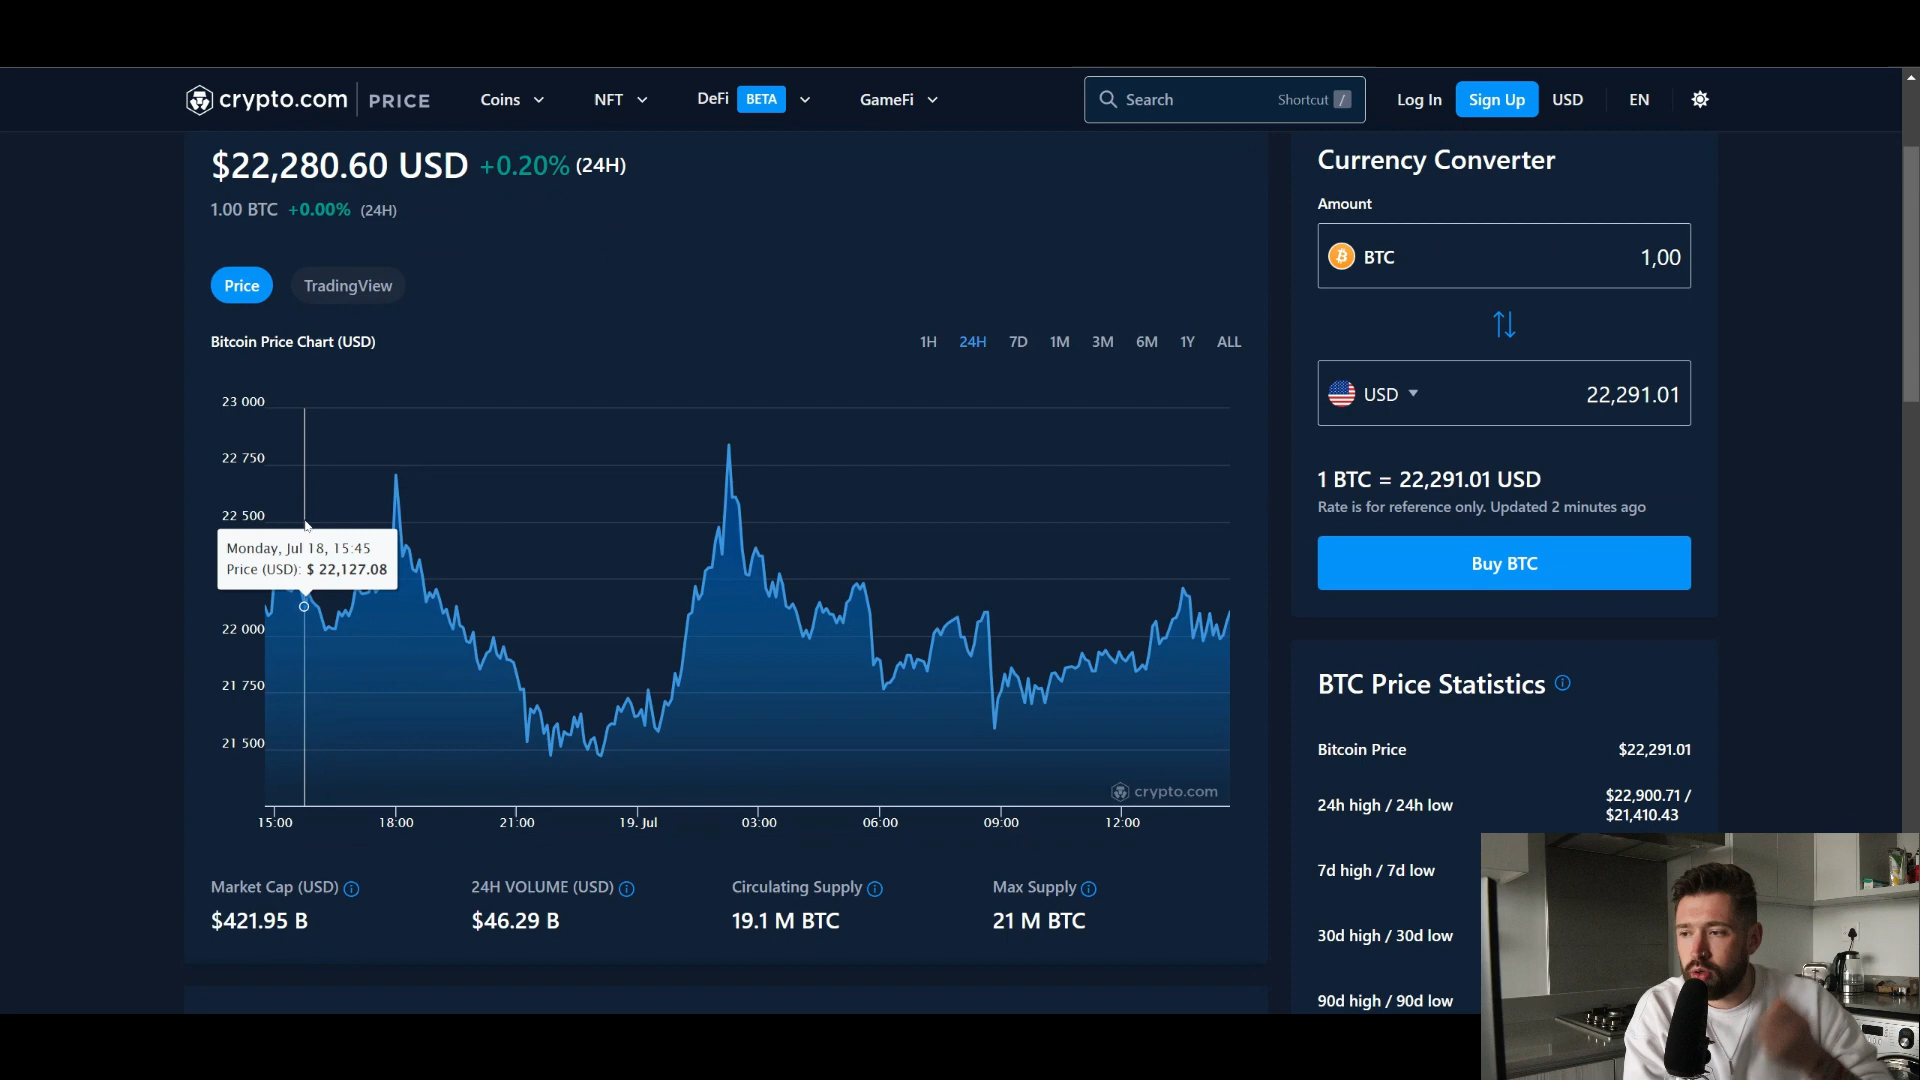 crypto.com PRICE Coins NFT DeFi BETA GameFi Search Shortcut / Log In Sign Up USD EN
$22,280.60 USD +0.20% (24H)
1.00 BTC +0.00% (24H)
Price TradingView
Bitcoin Price Chart (USD)
1H 24H 7D 1M 3M 6M 1Y ALL
23 000
22 750
22 500
Monday, Jul 18, 15:45
Price (USD): $ 22,127.08
22 000
21 750
21 500
crypto.com
15:00 18:00 21:00 19. Jul 03:00 06:00 09:00 12:00
Market Cap (USD) 24H VOLUME (USD) Circulating Supply Max Supply
$421.95 B $46.29 B 19.1 M BTC 21 M BTC
Currency Converter
Amount
BTC 1,00
USD 22,291.01
1 BTC = 22,291.01 USD
Rate is for reference only. Updated 2 minutes ago
Buy BTC
BTC Price Statistics
Bitcoin Price $22,291.01
24h high / 24h low $22,900.71 /
$21,410.43
7d high / 7d low
30d high / 30d low
90d high / 90d low